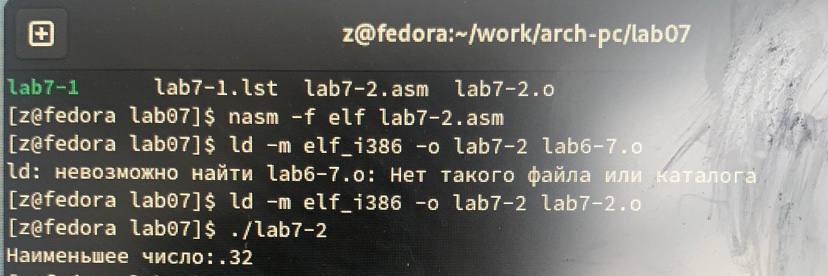 z@fedora:~/work/arch-pc/lab07
lab7-1 lab7-1.lst lab7-2.asm lab7-2.o
[z@fedora lab07]$ nasm -f elf lab7-2.asm
[z@fedora lab07]$ ld -m elf_i386 -o lab7-2 lab6-7.o
ld: невозможно найти lab6-7.o: Нет такого файла или каталога
[z@fedora lab07]$ ld -m elf_i386 -o lab7-2 lab7-2.o
[z@fedora lab07]$ ./lab7-2
Наименьшее число:.32